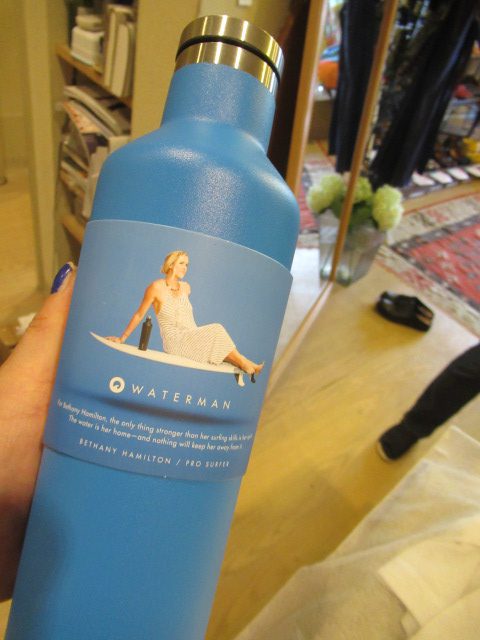 WATERMAN
For Bethany Hamilton, the only thing stronger than her surfing skills is her
The water is her home—and nothing will keep her away from it.
BETHANY HAMILTON / PRO SURFER